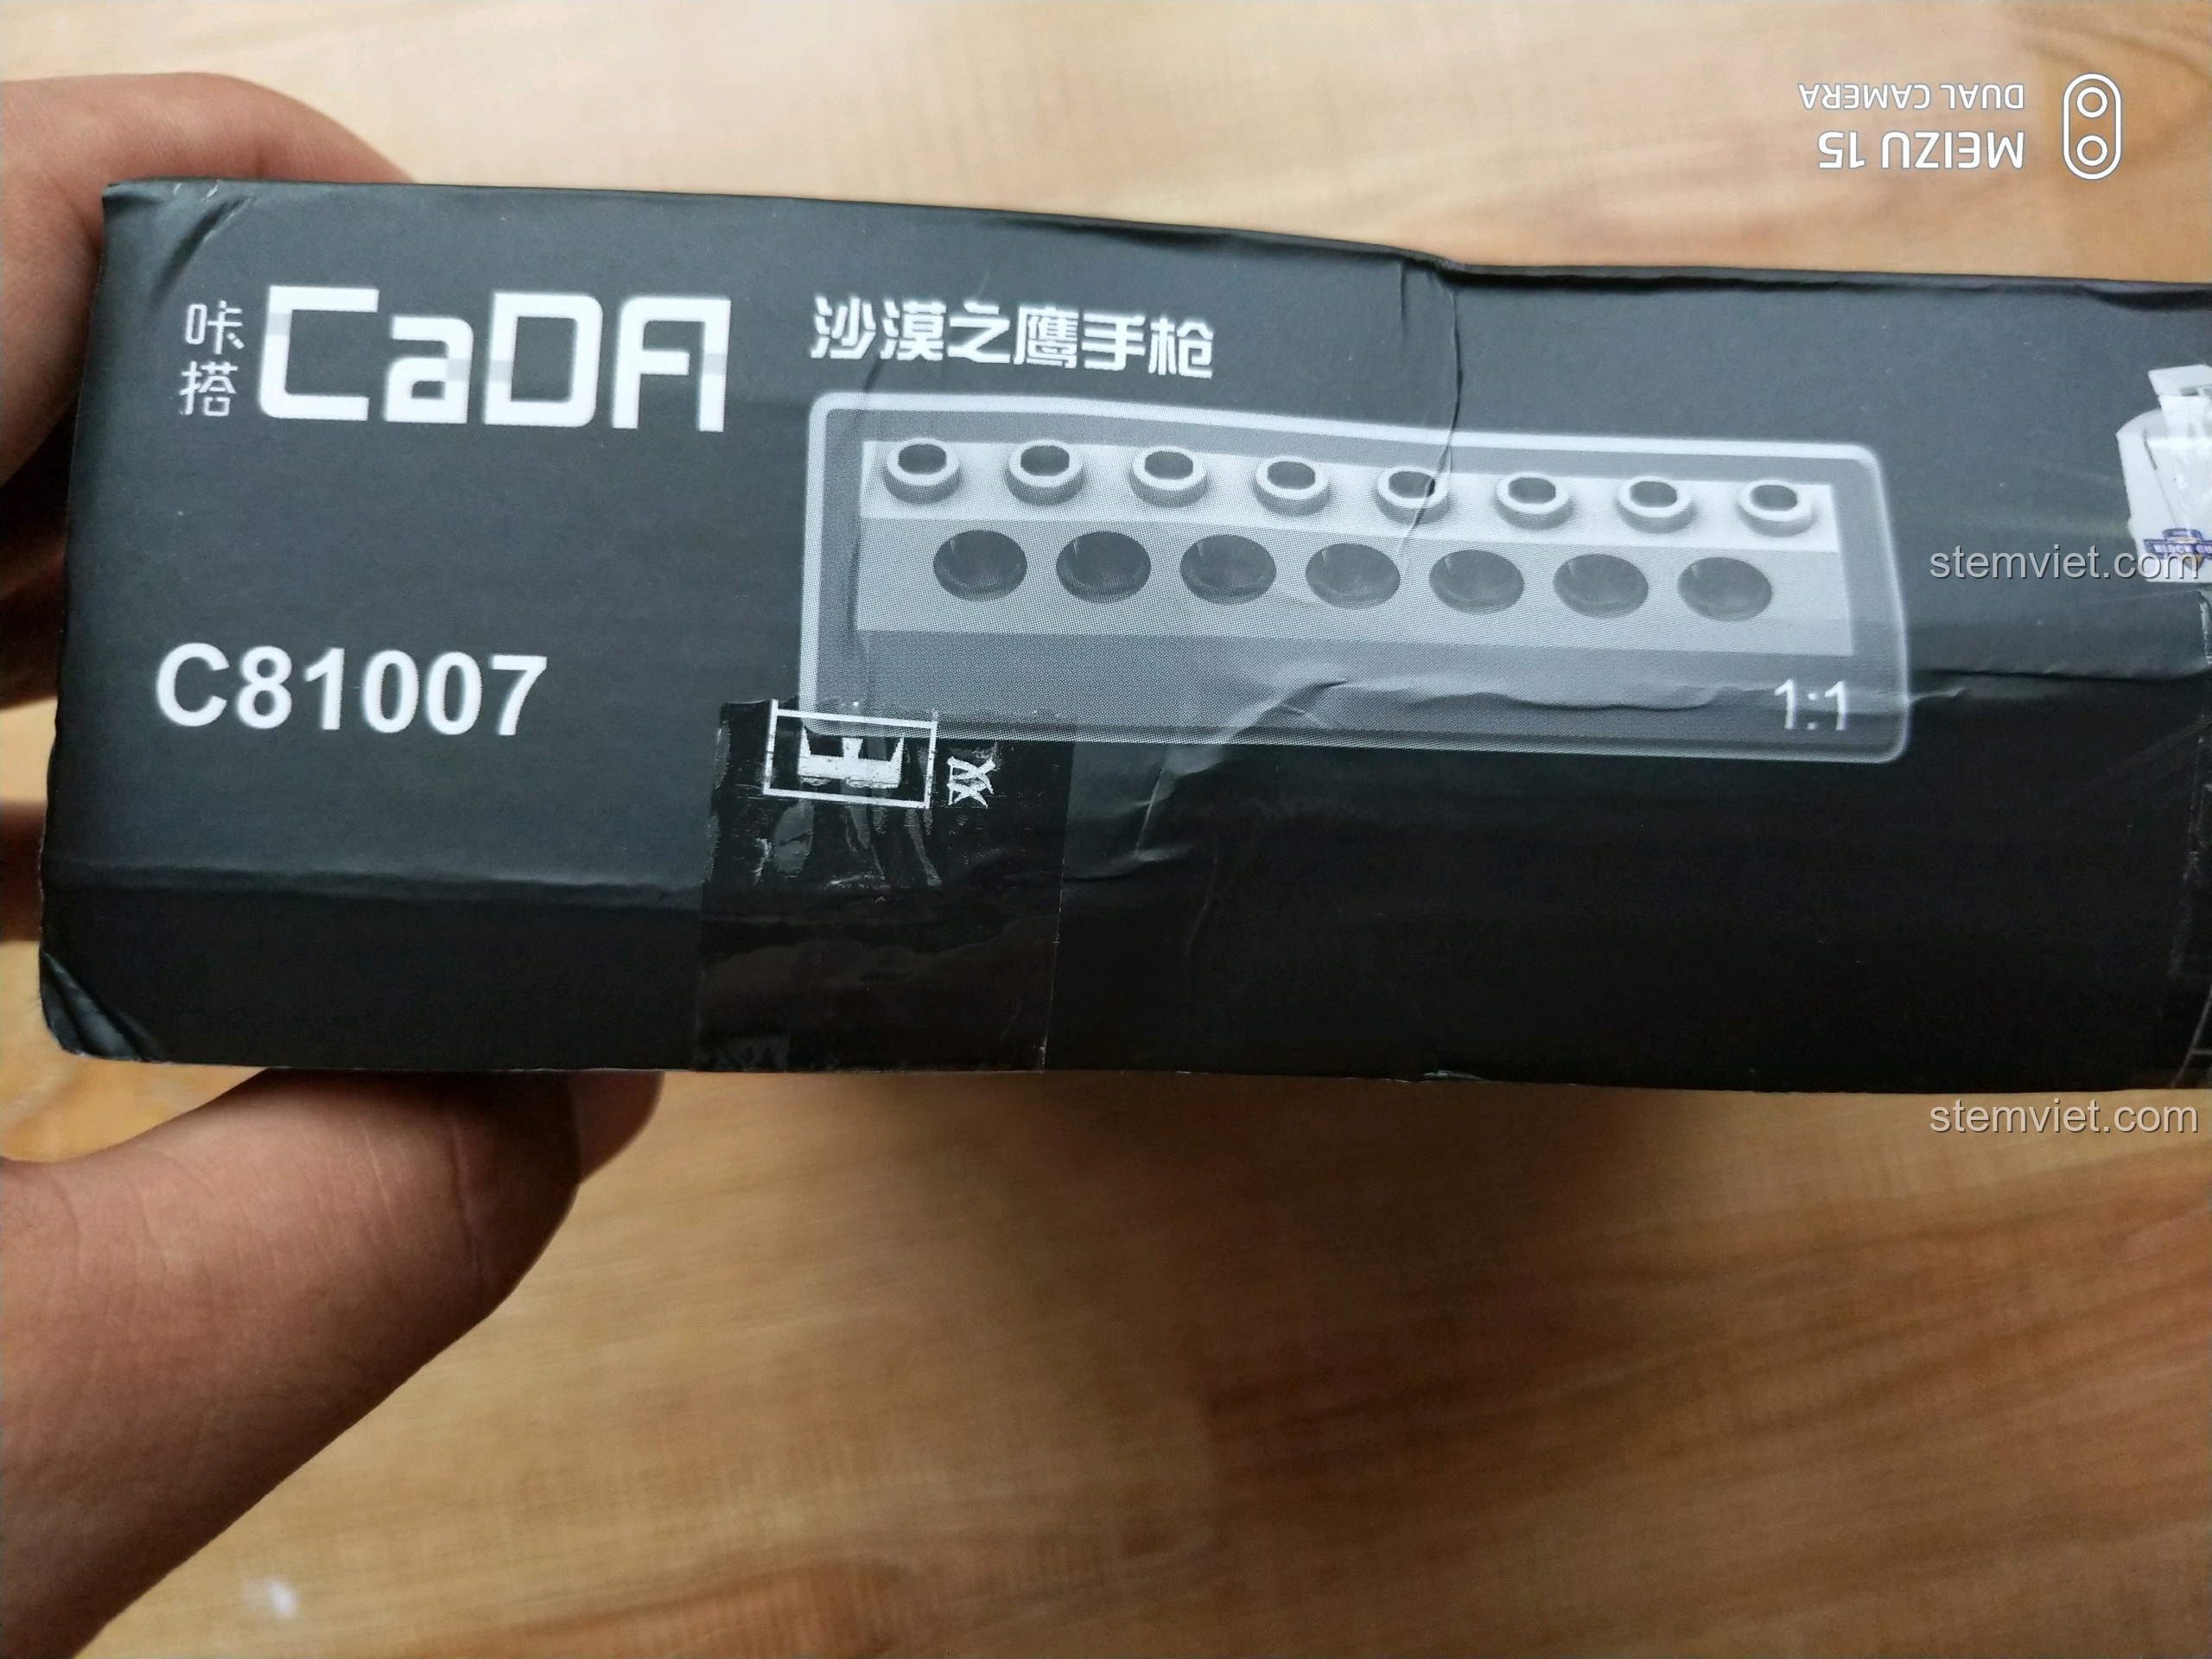 咔搭 CaDA
沙漠之鹰手枪
C81007
1:1
E
双
MEIZU 15
DUAL CAMERA
stemviet.com
stemviet.com